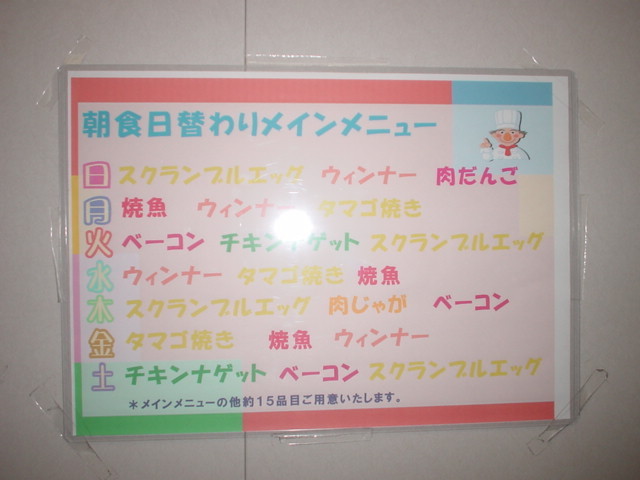 朝食日替わりメインメニュー
日 スクランブルエッグ ウィンナー 肉だんご
月 焼魚 ウィンナー タマゴ焼き
火 ベーコン チキンナゲット スクランブルエッグ
水 ウィンナー タマゴ焼き 焼魚
木 スクランブルエッグ 肉じゃが ベーコン
金 タマゴ焼き 焼魚 ウィンナー
土 チキンナゲット ベーコン スクランブルエッグ
＊メインメニューの他約１５品目ご用意いたします。